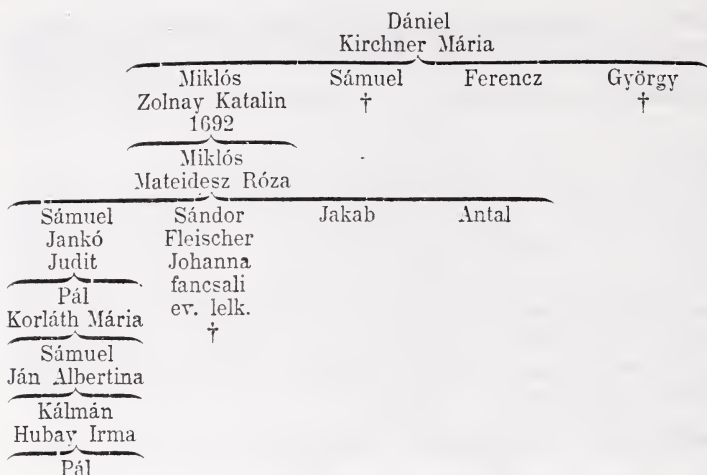 Dániel
Kirchner Mária
Miklós Sámuel Ferencz György
Zolnay Katalin † †
1692
Miklós
Mateidesz Róza
Sámuel Sándor Jakab Antal
Jankó Fleischer
Judit Johanna
fancsali
Pál ev. lelk.
Korláth Mária †
Sámuel
Ján Albertina
Kálmán
Hubay Irma
Pál